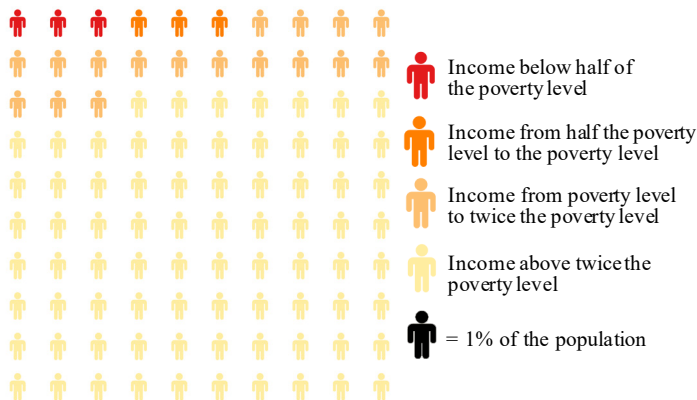 Income below half of
the poverty level
Income from half the poverty
level to the poverty level
Income from poverty level
to twice the poverty level
Income above twice the
poverty level
= 1% of the population